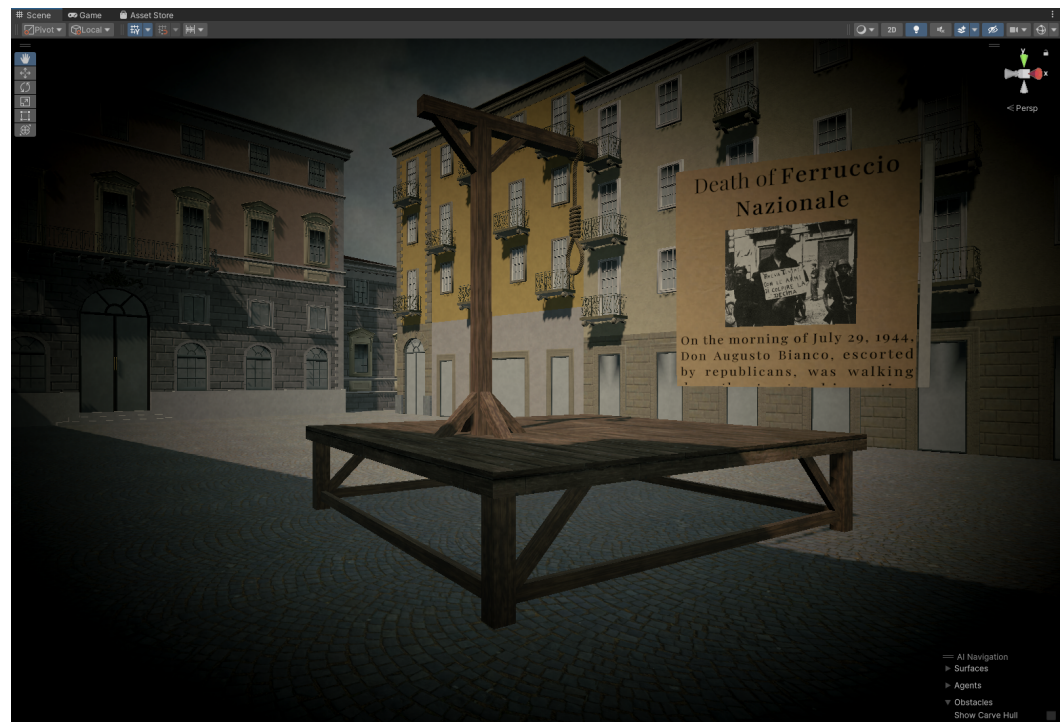 Scene Game Asset Store
Pivot Local 2D
Y
x
Persp
Death of Ferruccio
Nazionale
DECIMA
On the morning of July 29, 1944,
Don Augusto Bianco, escorted
by republicans, was walking
AI Navigation
Surfaces
Agents
Obstacles
Show Carve Hull